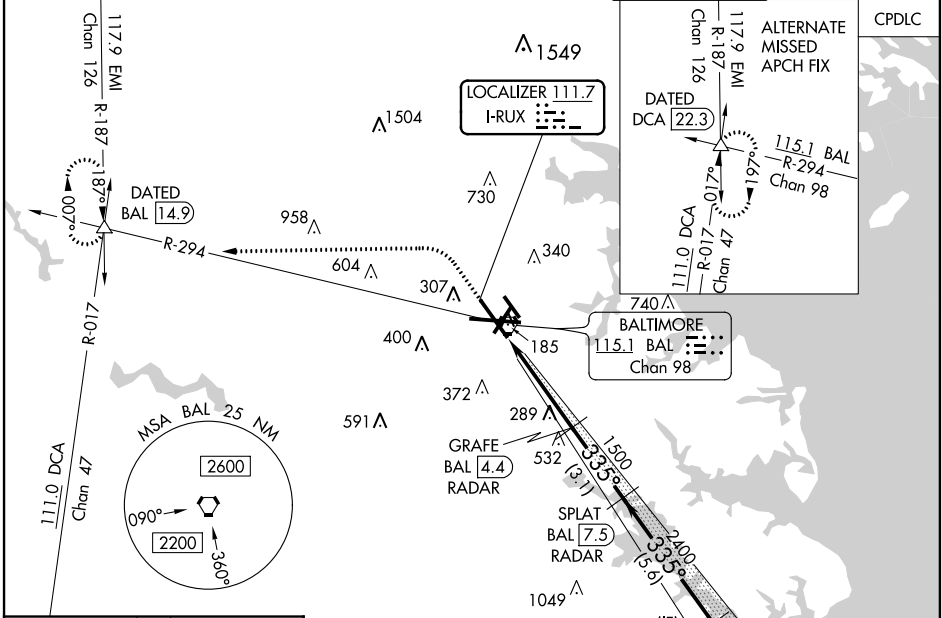 117.9 EMI
Chan 126
R-187
187°
007°
DATED
BAL 14.9
R-294
R-017
111.0 DCA
Chan 47
1549
1504
LOCALIZER 111.7
I-RUX
730
958
604
340
307
400
185
740
BALTIMORE
115.1 BAL
Chan 98
372
591
289
532
GRAFE
BAL 4.4
RADAR
(3.1)
335°
1500
SPLAT
BAL 7.5
RADAR
(5.6)
335°
2400
1049
MSA BAL 25 NM
2600
090°
2200
360°
117.9 EMI
Chan 126
R-187
ALTERNATE
MISSED
APCH FIX
DATED
DCA 22.3
115.1 BAL
R-294
Chan 98
017°
197°
111.0 DCA
R-017
Chan 47
CPDLC